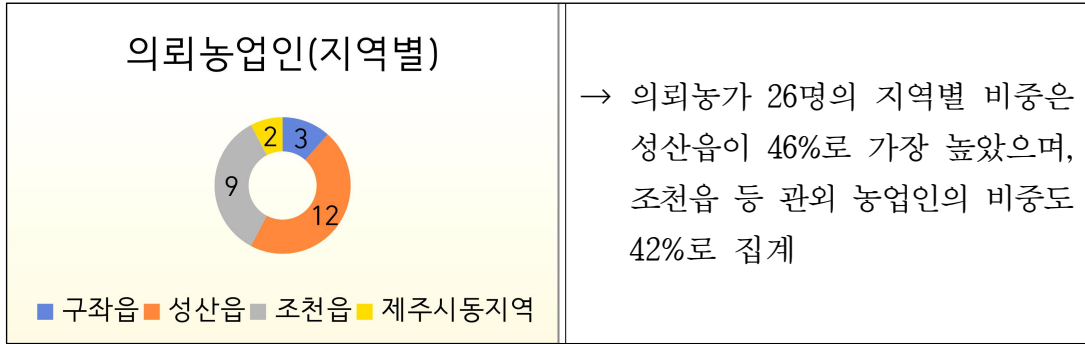 의뢰농업인(지역별)
2 3
9
12
구좌읍 성산읍 조천읍 제주시동지역
→ 의뢰농가 26명의 지역별 비중은
성산읍이 46%로 가장 높았으며,
조천읍 등 관외 농업인의 비중도
42%로 집계